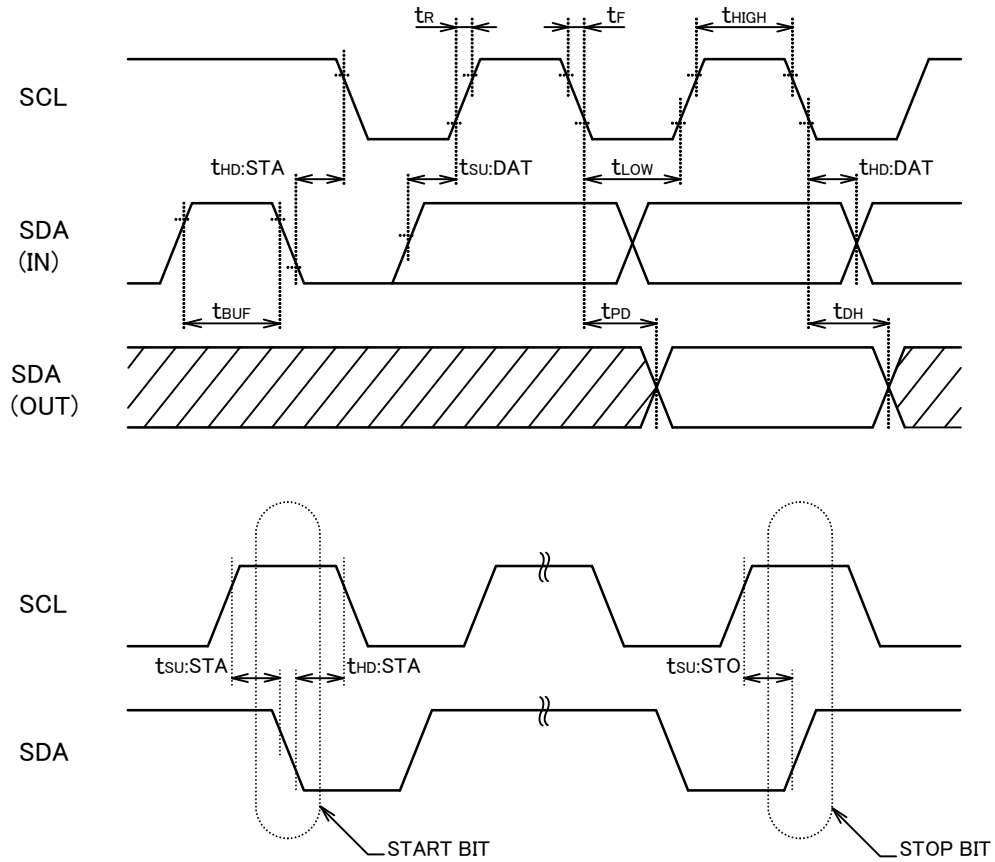 tR
tF
tHIGH
SCL
tHD:STA
tSU:DAT
tLOW
tHD:DAT
SDA
(IN)
tBUF
tPD
tDH
SDA
(OUT)
SCL
tSU:STA
tHD:STA
tSU:STO
SDA
START BIT
STOP BIT